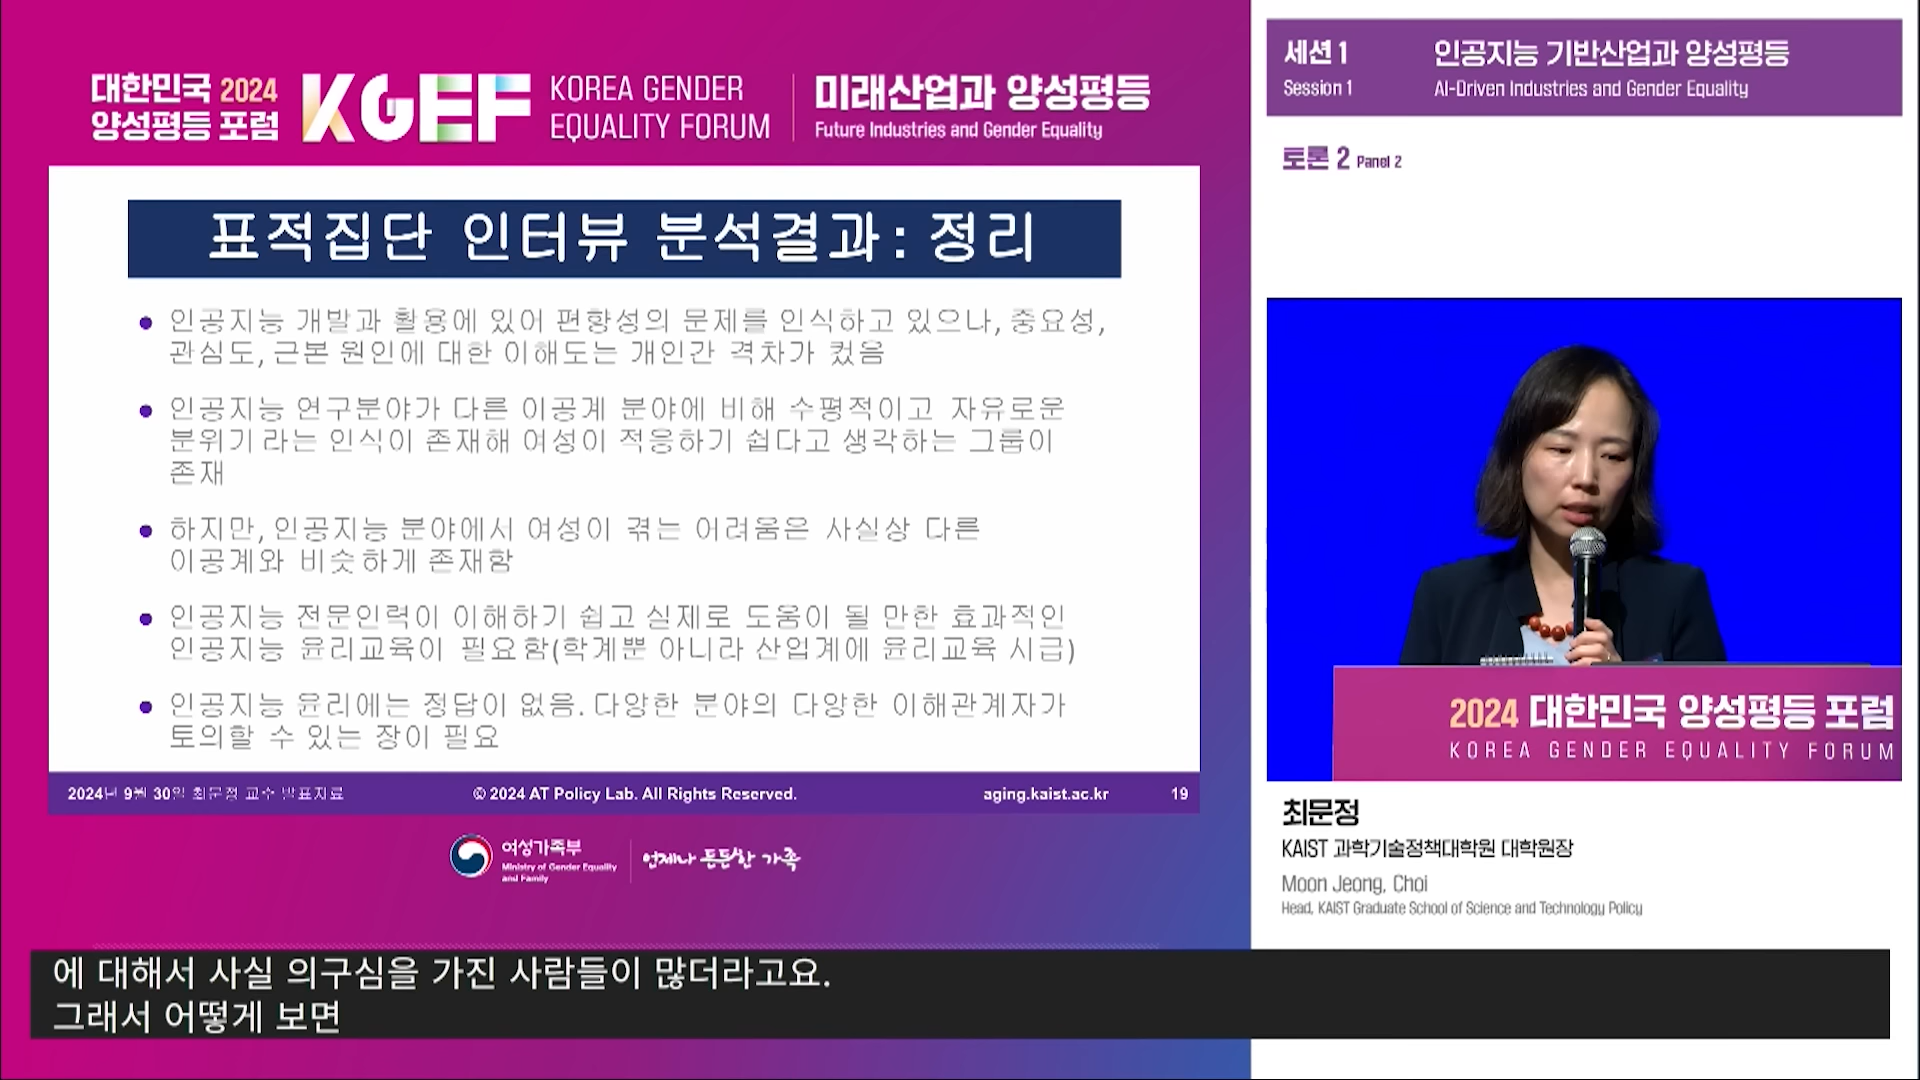 대한민국 2024
양성평등 포럼
KGEF
KOREA GENDER
EQUALITY FORUM
미래산업과 양성평등
Future Industries and Gender Equality
표적집단 인터뷰 분석결과: 정리
인공지능 개발과 활용에 있어 편향성의 문제를 인식하고 있으나, 중요성,
관심도, 근본 원인에 대한 이해도는 개인간 격차가 컸음
인공지능 연구분야가 다른 이공계 분야에 비해 수평적이고 자유로운
분위기라는 인식이 존재해 여성이 적응하기 쉽다고 생각하는 그룹이
존재
하지만, 인공지능 분야에서 여성이 겪는 어려움은 사실상 다른
이공계와 비슷하게 존재함
인공지능 전문인력이 이해하기 쉽고 실제로 도움이 될 만한 효과적인
인공지능 윤리교육이 필요함(학계뿐 아니라 산업계에 윤리교육 시급)
인공지능 윤리에는 정답이 없음. 다양한 분야의 다양한 이해관계자가
토의할 수 있는 장이 필요
2024년 9월 30일 최문정 교수 발표자료
© 2024 AT Policy Lab. All Rights Reserved.
aging.kaist.ac.kr
19
여성가족부
Ministry of Gender Equality
and Family
언제나 든든한 가족
세션 1
인공지능 기반산업과 양성평등
Session 1
AI-Driven Industries and Gender Equality
토론 2 Panel 2
2024 대한민국 양성평등 포럼
KOREA GENDER EQUALITY FORUM
최문정
KAIST 과학기술정책대학원 대학원장
Moon Jeong, Choi
Head, KAIST Graduate School of Science and Technology Policy
에 대해서 사실 의구심을 가진 사람들이 많더라고요.
그래서 어떻게 보면